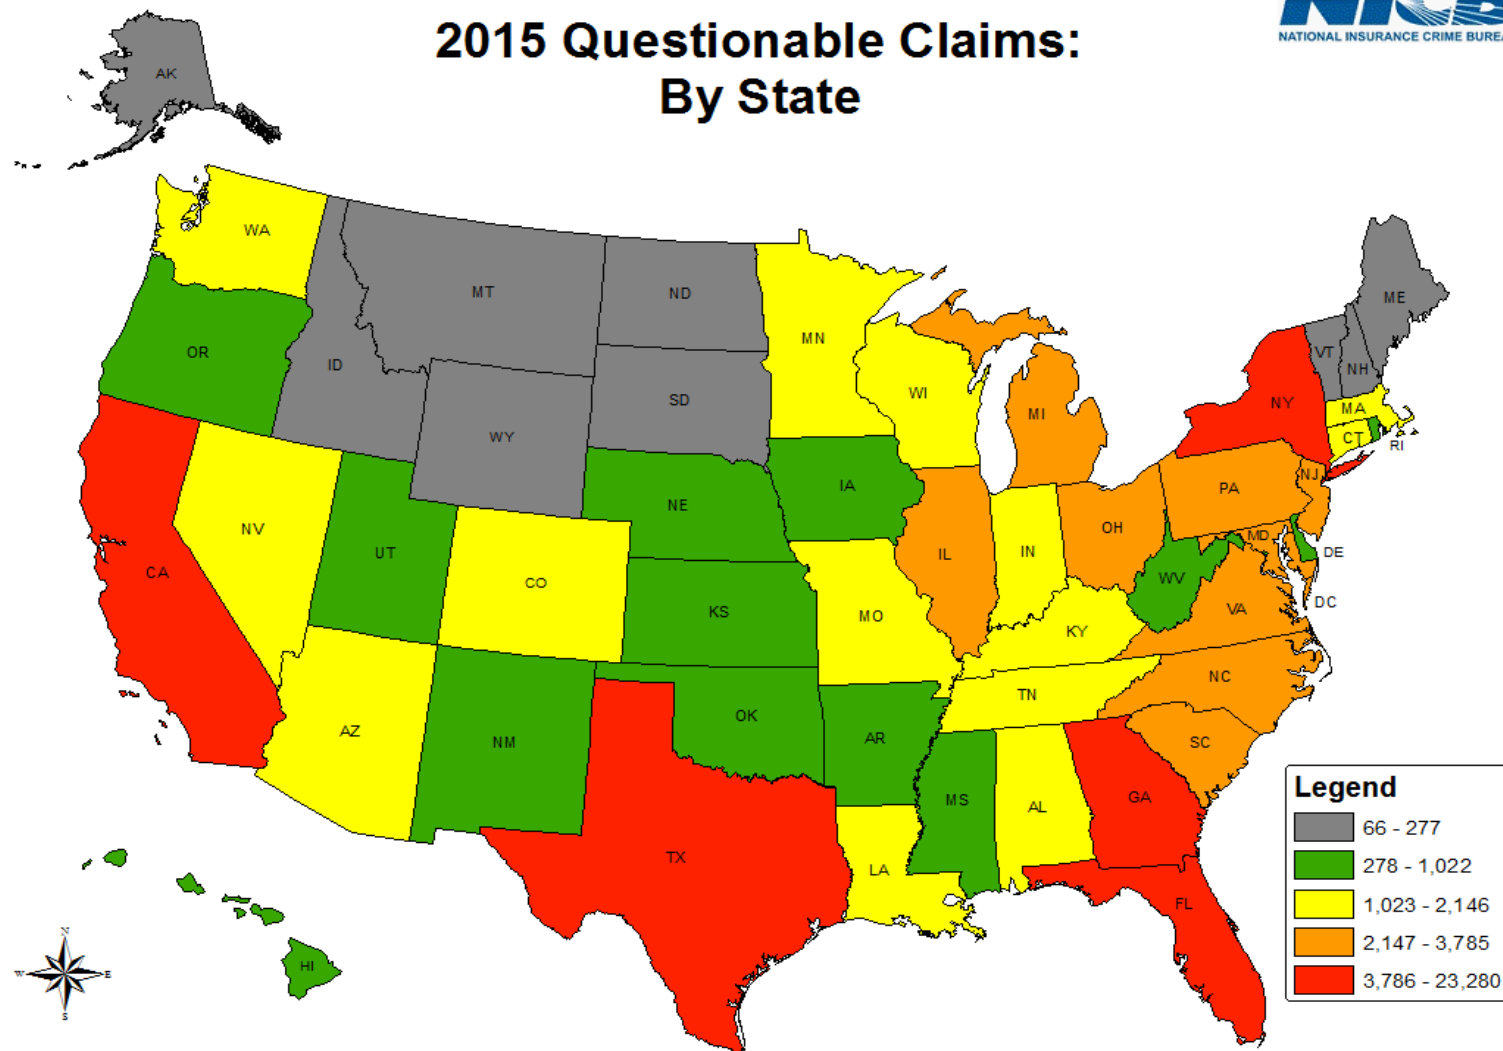 2015 Questionable Claims:
By State
NICB
NATIONAL INSURANCE CRIME BUREAU
AK
WA
MT
ND
MN
ME
OR
ID
SD
WI
MI
VT
NH
NY
MA
CT
RI
WY
NE
IA
PA
NJ
NV
UT
CO
IL
IN
OH
MD
DE
DC
CA
KS
MO
KY
WV
VA
AZ
NM
OK
AR
TN
NC
SC
MS
AL
GA
TX
LA
FL
HI
N
W
E
S
Legend
66 - 277
278 - 1,022
1,023 - 2,146
2,147 - 3,785
3,786 - 23,280